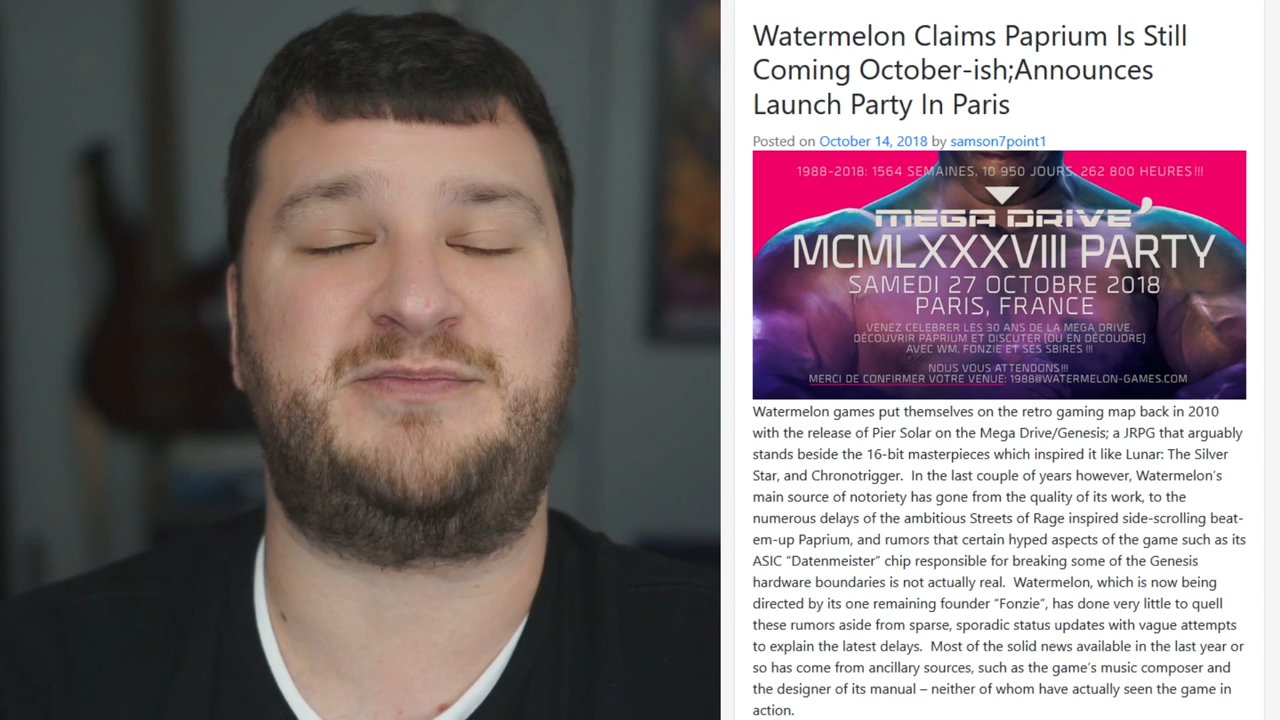 Watermelon Claims Paprium Is Still
Coming October-ish;Announces
Launch Party In Paris
Posted on October 14, 2018 by samson7point1
1988-2018: 1564 SEMAINES, 10 950 JOURS, 262 800 HEURES!!!
MEGA DRIVE'
MCMLXXXVIII PARTY
SAMEDI 27 OCTOBRE 2018
PARIS, FRANCE
VENEZ CELEBRER LES 30 ANS DE LA MEGA DRIVE,
DÉCOUVRIR PAPRIUM ET DISCUTER (OU EN DÉCOUDRE)
AVEC WM, FONZIE ET SES SBIRES !!!
NOUS VOUS ATTENDONS!!!
MERCI DE CONFIRMER VOTRE VENUE: 1988@WATERMELON-GAMES.COM
Watermelon games put themselves on the retro gaming map back in 2010
with the release of Pier Solar on the Mega Drive/Genesis; a JRPG that arguably
stands beside the 16-bit masterpieces which inspired it like Lunar: The Silver
Star, and Chronotrigger.  In the last couple of years however, Watermelon's
main source of notoriety has gone from the quality of its work, to the
numerous delays of the ambitious Streets of Rage inspired side-scrolling beat-
em-up Paprium, and rumors that certain hyped aspects of the game such as its
ASIC "Datenmeister" chip responsible for breaking some of the Genesis
hardware boundaries is not actually real.  Watermelon, which is now being
directed by its one remaining founder "Fonzie", has done very little to quell
these rumors aside from sparse, sporadic status updates with vague attempts
to explain the latest delays.  Most of the solid news available in the last year or
so has come from ancillary sources, such as the game's music composer and
the designer of its manual – neither of whom have actually seen the game in
action.